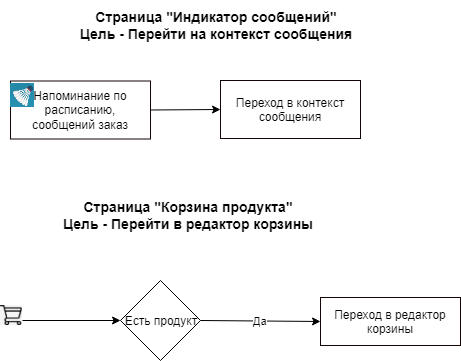 Страница "Индикатор сообщений"
Цель - Перейти на контекст сообщения
Напоминание по
расписанию,
сообщений заказ
Переход в контекст
сообщения
Страница "Корзина продукта"
Цель - Перейти в редактор корзины
Есть продукт
Да
Переход в редактор
корзины